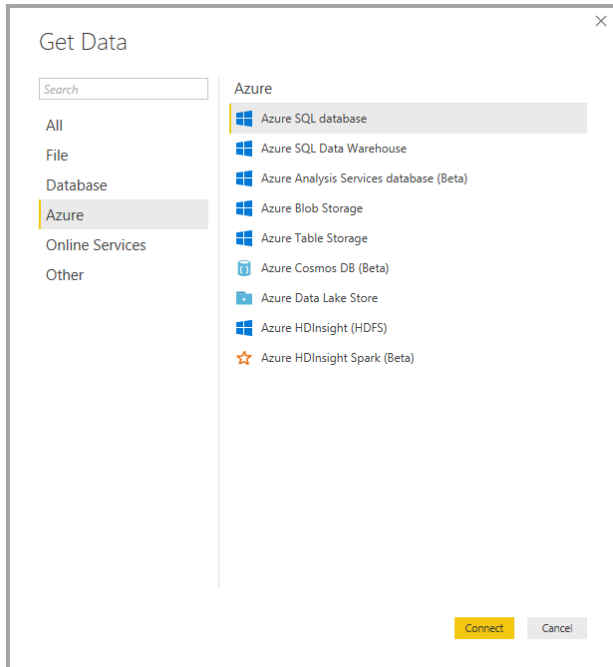 Get Data
Search
All
File
Database
Azure
Online Services
Other
Azure
Azure SQL database
Azure SQL Data Warehouse
Azure Analysis Services database (Beta)
Azure Blob Storage
Azure Table Storage
Azure Cosmos DB (Beta)
Azure Data Lake Store
Azure HDInsight (HDFS)
Azure HDInsight Spark (Beta)
Connect
Cancel